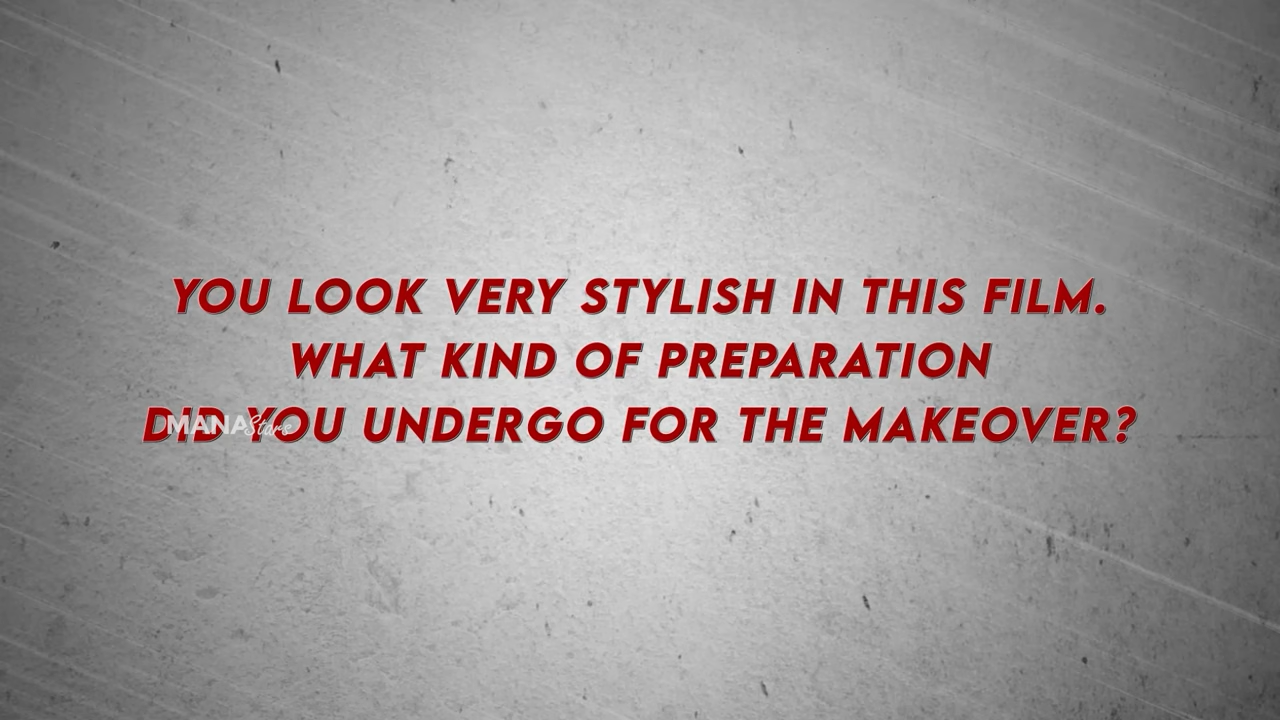 YOU LOOK VERY STYLISH IN THIS FILM.
WHAT KIND OF PREPARATION
DID YOU UNDERGO FOR THE MAKEOVER?
MANA Stars